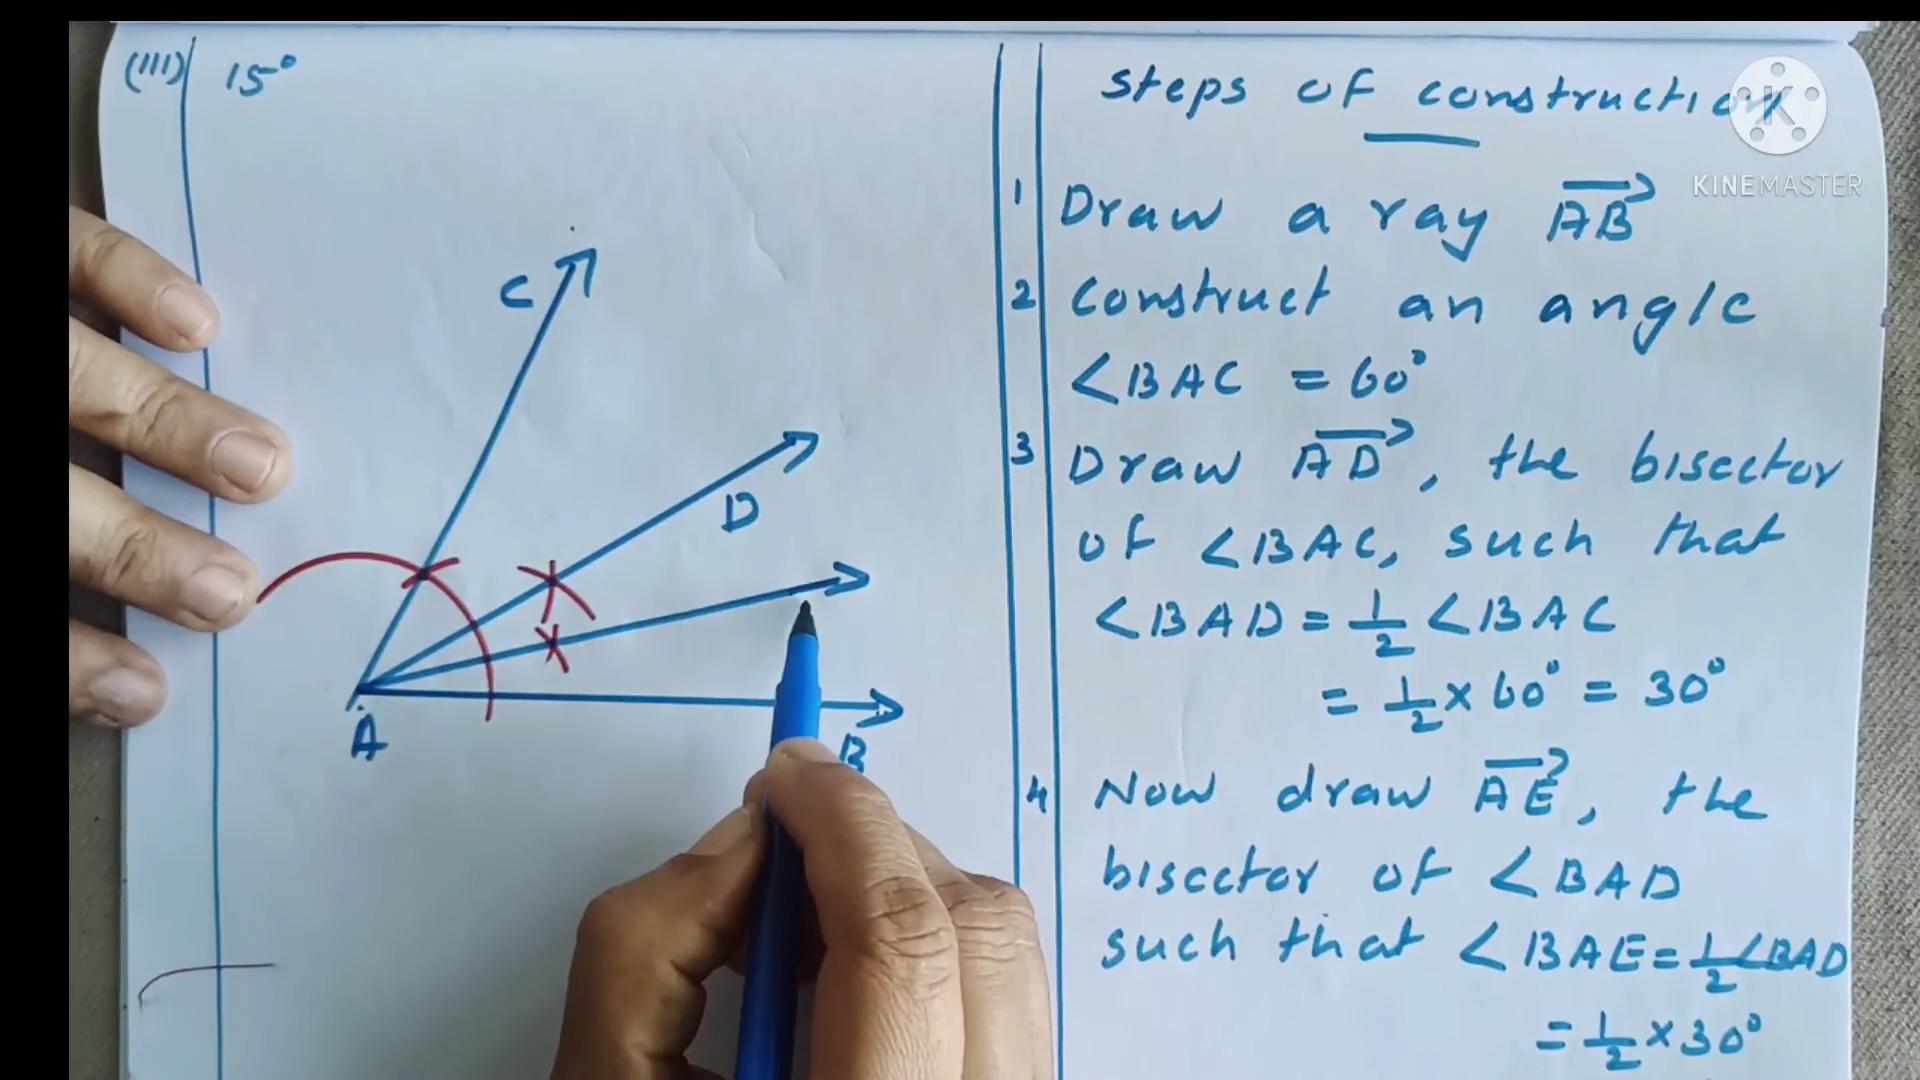 (III) 15°
C
D
A
B
steps of construction
KINEMASTER
1 Draw a ray AB
2 construct an angle
∠BAC = 60°
3 Draw AD, the bisector
of ∠BAC, such that
∠BAD = 1/2 ∠BAC
= 1/2 × 60° = 30°
4 Now draw AE, the
bisector of ∠BAD
such that ∠BAE = 1/2 ∠BAD
= 1/2 × 30°